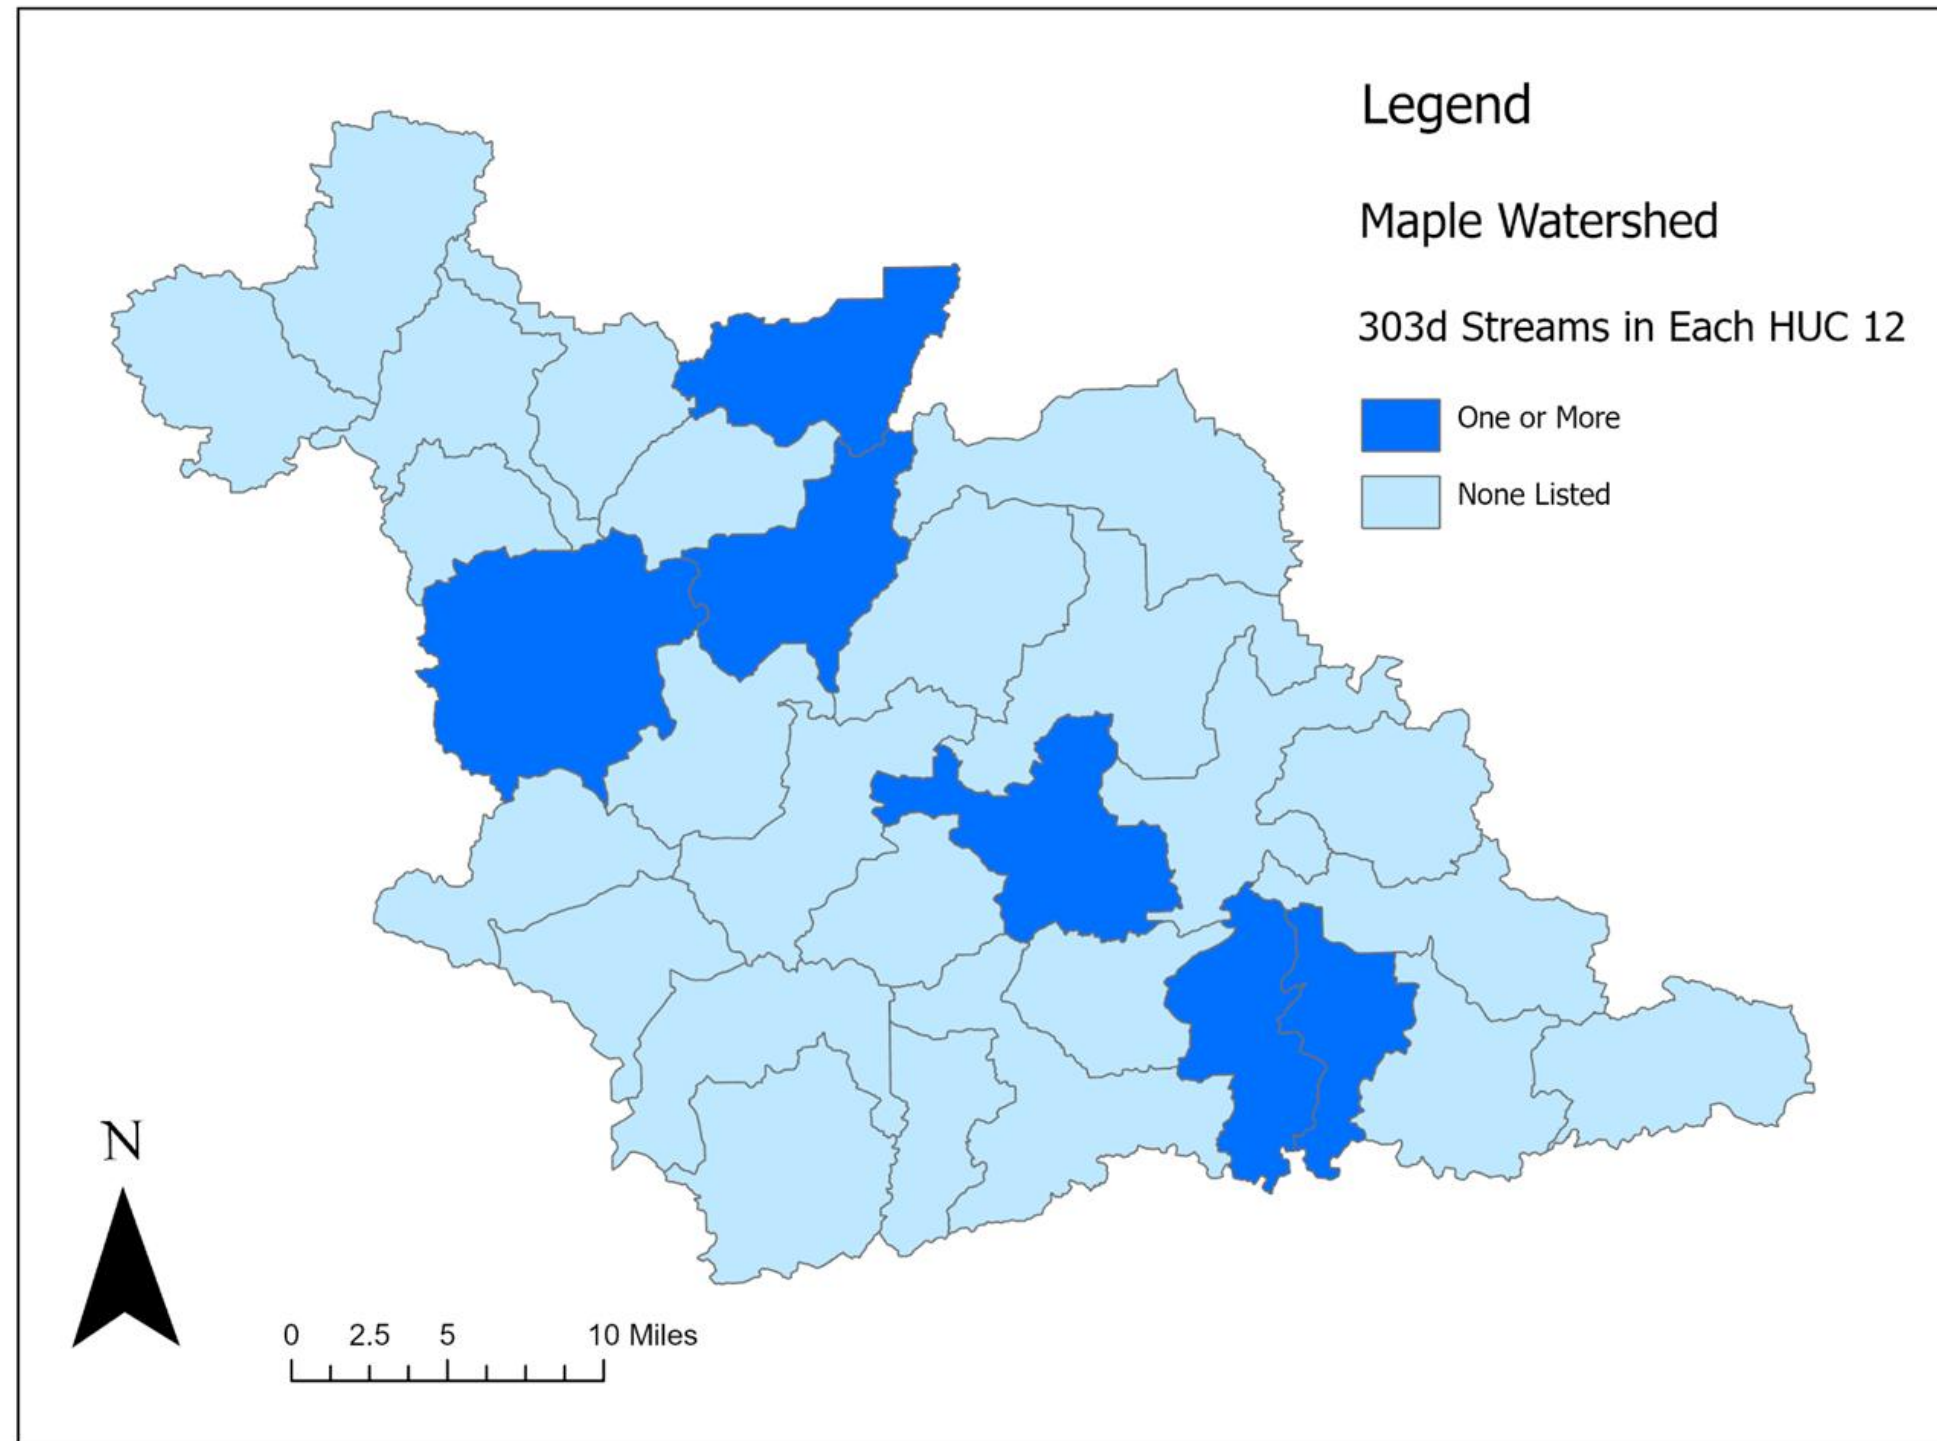 Legend
Maple Watershed
303d Streams in Each HUC 12
One or More
None Listed
N
0 2.5 5 10 Miles